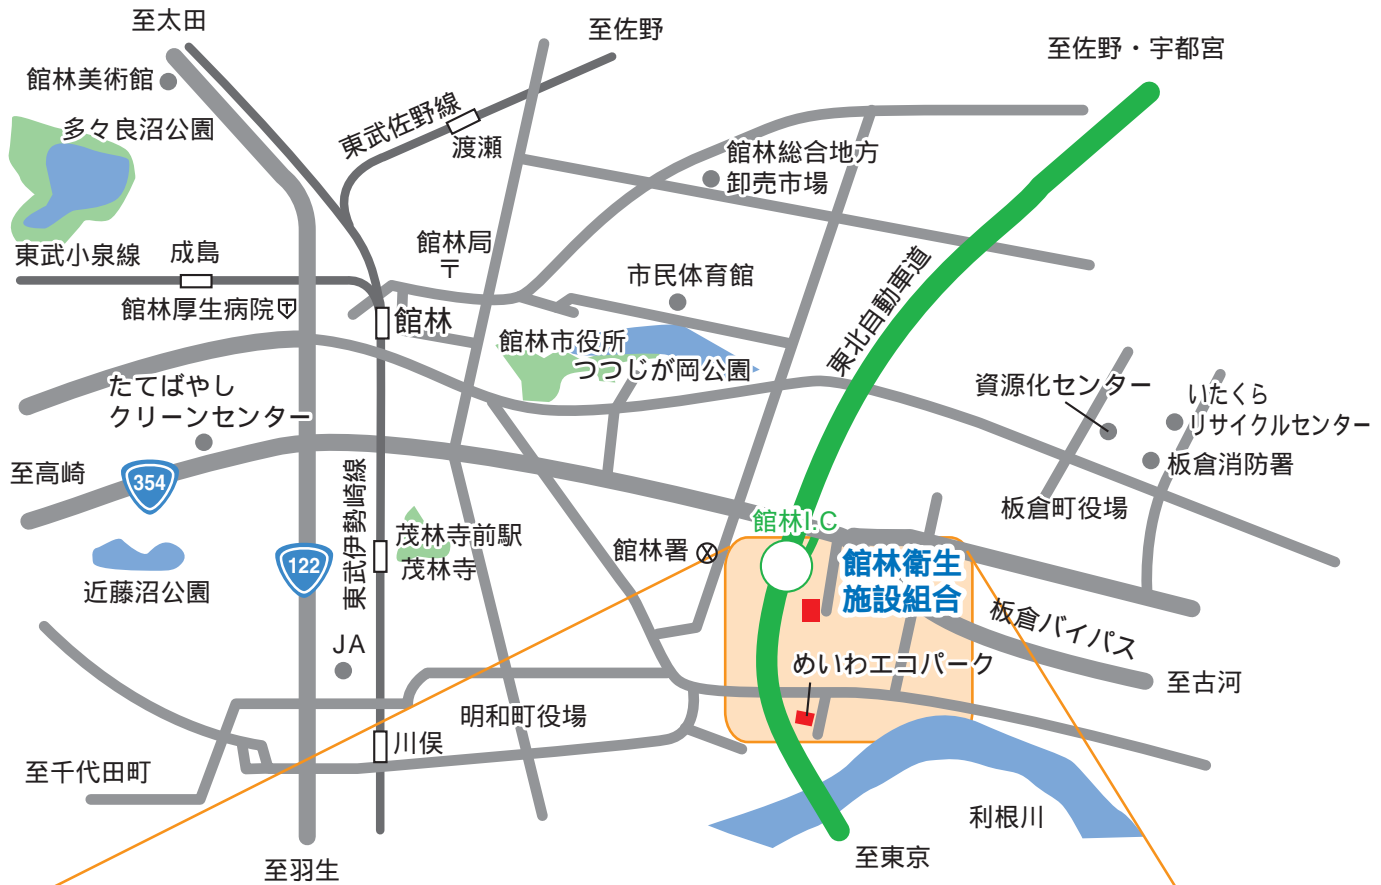 至太田
至佐野
至佐野・宇都宮
館林美術館
多々良沼公園
東武佐野線
渡瀬
館林総合地方
卸売市場
東武小泉線
成島
館林局
〒
市民体育館
東北自動車道
館林厚生病院
館林
館林市役所
つつじが岡公園
たてばやし
クリーンセンター
資源化センター
いたくら
リサイクルセンター
板倉消防署
至高崎
354
東武伊勢崎線
板倉町役場
館林I.C
茂林寺前駅
茂林寺
館林署
館林衛生
施設組合
122
近藤沼公園
板倉バイパス
JA
めいわエコパーク
至古河
明和町役場
川俣
至千代田町
利根川
至東京
至羽生